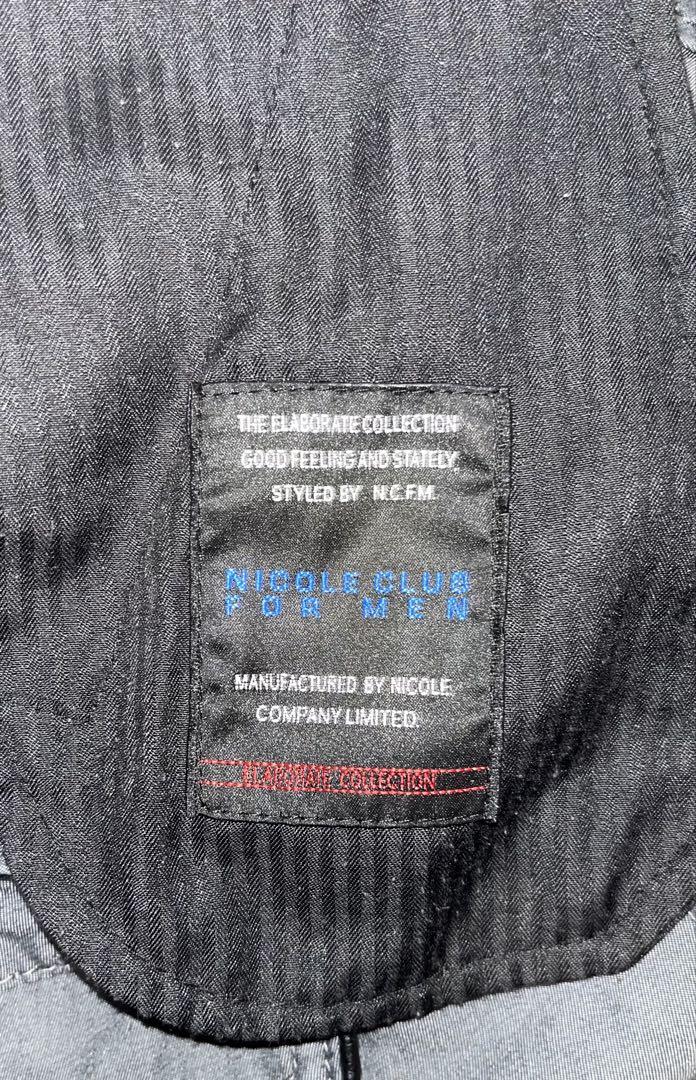 THE ELABORATE COLLECTION
GOOD FEELING AND STATELY.
STYLED BY N.C.F.M.
NICOLE CLUB
FOR MEN
MANUFACTURED BY NICOLE.
COMPANY LIMITED.
ELABORATE COLLECTION